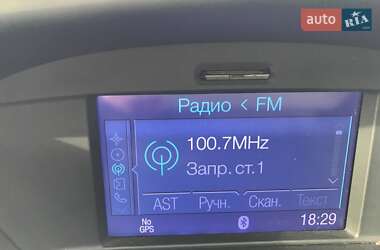 auto RIA
Радио < FM
100.7MHz
Запр. ст.1
AST Ручн. Скан. Текст
No GPS 18:29